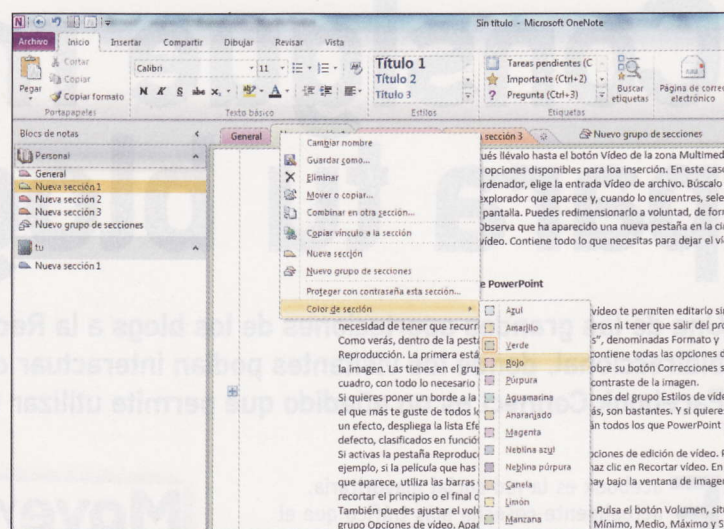 Sin título - Microsoft OneNote
Archivo Inicio Insertar Compartir Dibujar Revisar Vista
Pegar
Cortar
Copiar
Copiar formato
Portapapeles
Calibri 11
N K S abc x,
Texto básico
Título 1
Título 2
Título 3
Estilos
Tareas pendientes (C
Importante (Ctrl+2)
Pregunta (Ctrl+3)
Buscar etiquetas
Etiquetas
Página de correo
electrónico
Blocs de notas
Personal
General
Nueva sección 1
Nueva sección 2
Nueva sección 3
Nuevo grupo de secciones
tu
Nueva sección 1
General
sección 3
Nuevo grupo de secciones
Cambiar nombre
Guardar como...
Eliminar
Mover o copiar...
Combinar en otra sección...
Copiar vínculo a la sección
Nueva sección
Nuevo grupo de secciones
Proteger con contraseña esta sección...
Color de sección
Azul
Amarillo
Verde
Rojo
Púrpura
Aguamarina
Anaranjado
Magenta
Neblina azul
Neblina púrpura
Canela
Limón
Manzana
ués llévalo hasta el botón Vídeo de la zona Multimed
opciones disponibles para loa inserción. En este caso
ordenador, elige la entrada Vídeo de archivo. Búscalo
explorador que aparece y, cuando lo encuentres, sele
pantalla. Puedes redimensionarlo a voluntad, de for
Observa que ha aparecido una nueva pestaña en la ci
vídeo. Contiene todo lo que necesitas para dejar el ví
e PowerPoint
vídeo te permiten editarlo sin
necesidad de tener que recurr eros ni tener que salir del pro
Como verás, dentro de la pest s", denominadas Formato y
Reproducción. La primera está contiene todas las opciones d
la imagen. Las tienes en el gru obre su botón Correcciones s
cuadro, con todo lo necesario contraste de la imagen.
Si quieres poner un borde a la ones del grupo Estilos de víde
el que más te guste de todos l ás, son bastantes. Y si quieres
un efecto, despliega la lista Efe án todos los que PowerPoint
defecto, clasificados en funció
Si activas la pestaña Reproduc pciones de edición de vídeo. P
ejemplo, si la película que has haz clic en Recortar vídeo. En
que aparece, utiliza las barras hay bajo la ventana de imagen
recortar el principio o el final d
También puedes ajustar el vol Pulsa el botón Volumen, sit
grupo Opciones de vídeo. Apa Mínimo, Medio, Máximo y S